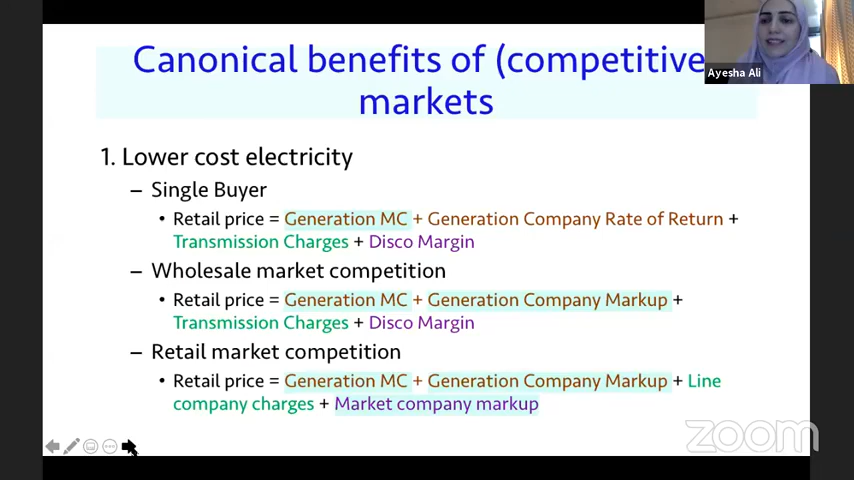 Canonical benefits of (competitive
markets
Ayesha Ali
1. Lower cost electricity
– Single Buyer
• Retail price = Generation MC + Generation Company Rate of Return +
Transmission Charges + Disco Margin
– Wholesale market competition
• Retail price = Generation MC + Generation Company Markup +
Transmission Charges + Disco Margin
– Retail market competition
• Retail price = Generation MC + Generation Company Markup + Line
company charges + Market company markup
zoom